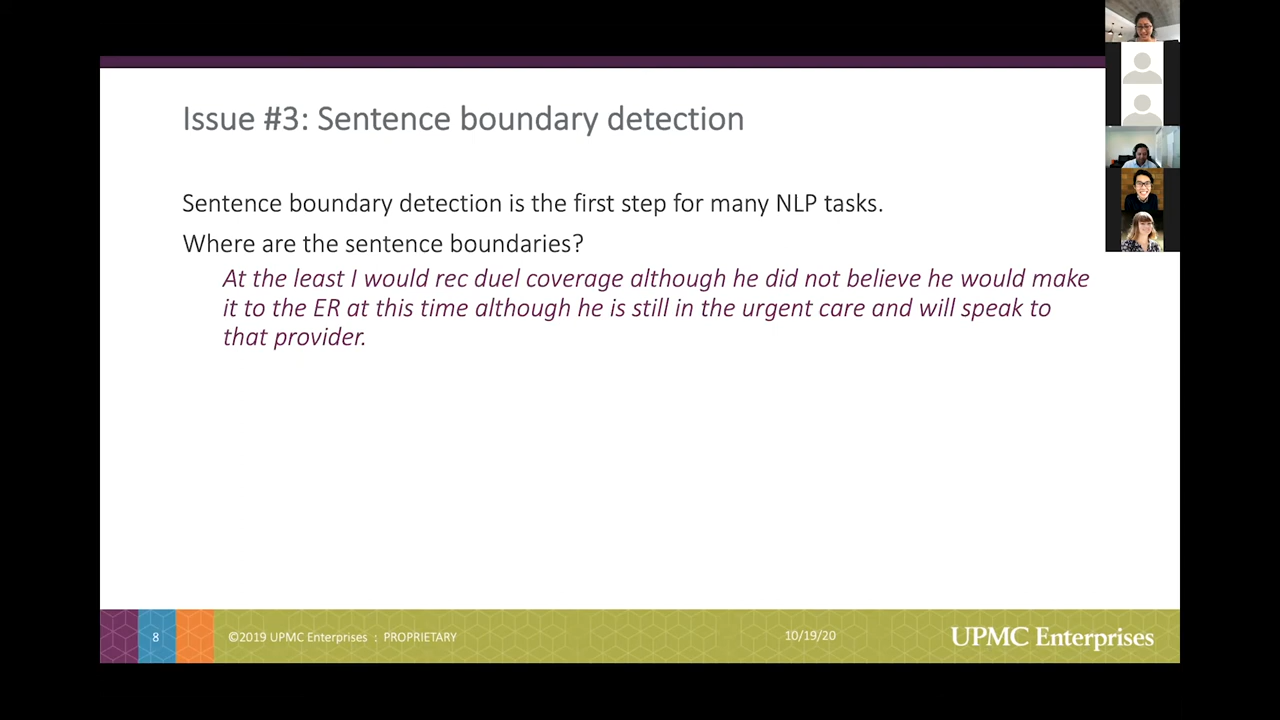 Issue #3: Sentence boundary detection
Sentence boundary detection is the first step for many NLP tasks.
Where are the sentence boundaries?
At the least I would rec duel coverage although he did not believe he would make
it to the ER at this time although he is still in the urgent care and will speak to
that provider.
8
©2019 UPMC Enterprises : PROPRIETARY
10/19/20
UPMC Enterprises